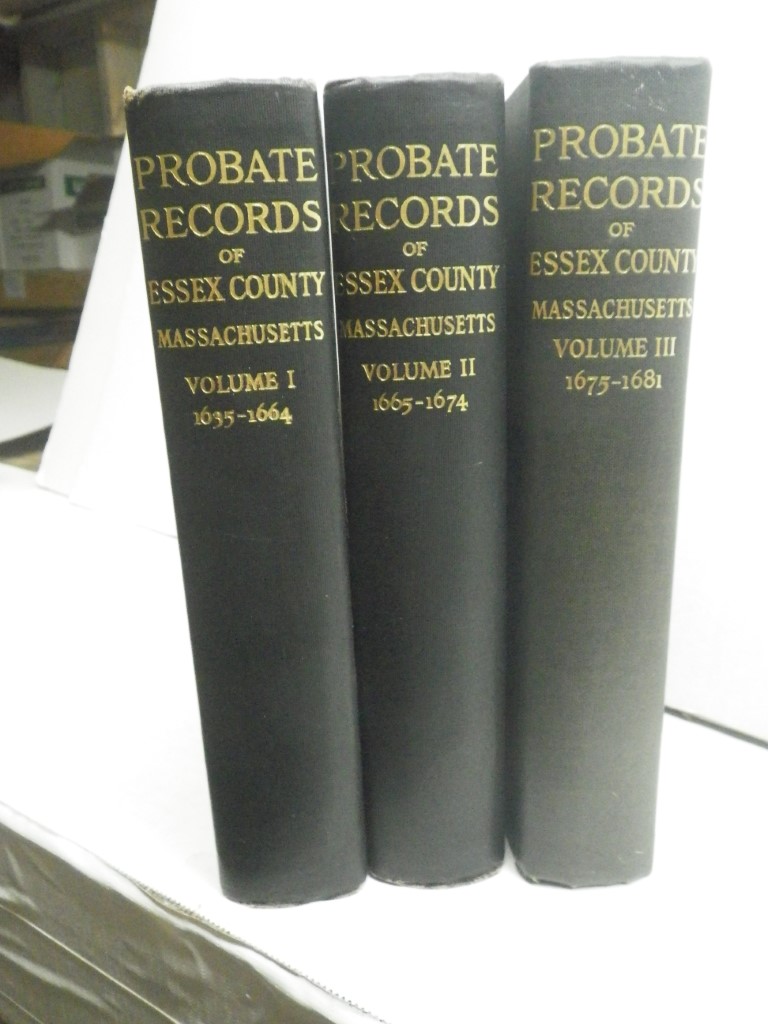 PROBATE
RECORDS
OF
ESSEX COUNTY
MASSACHUSETTS
VOLUME I
1635-1664
PROBATE
RECORDS
OF
ESSEX COUNTY
MASSACHUSETTS
VOLUME II
1665-1674
PROBATE
RECORDS
OF
ESSEX COUNTY
MASSACHUSETTS
VOLUME III
1675-1681